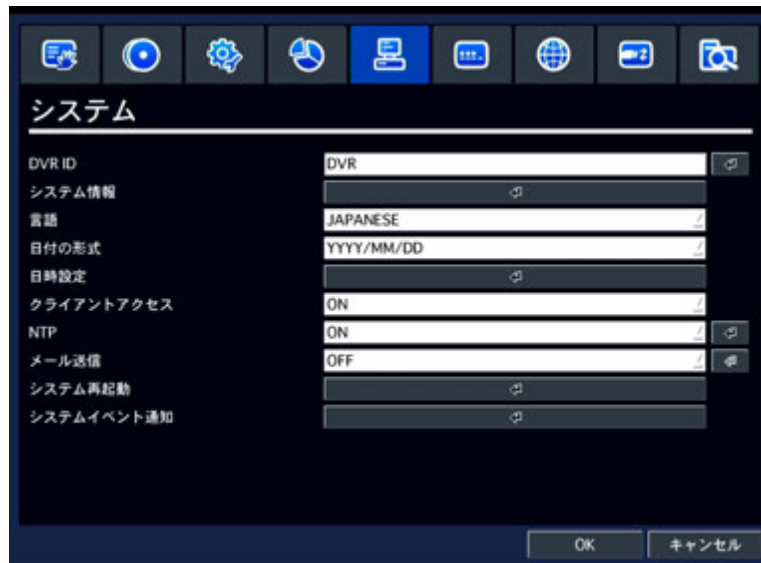 システム
DVR ID DVR
システム情報
言語 JAPANESE
日付の形式 YYYY/MM/DD
日時設定
クライアントアクセス ON
NTP ON
メール送信 OFF
システム再起動
システムイベント通知
OK キャンセル